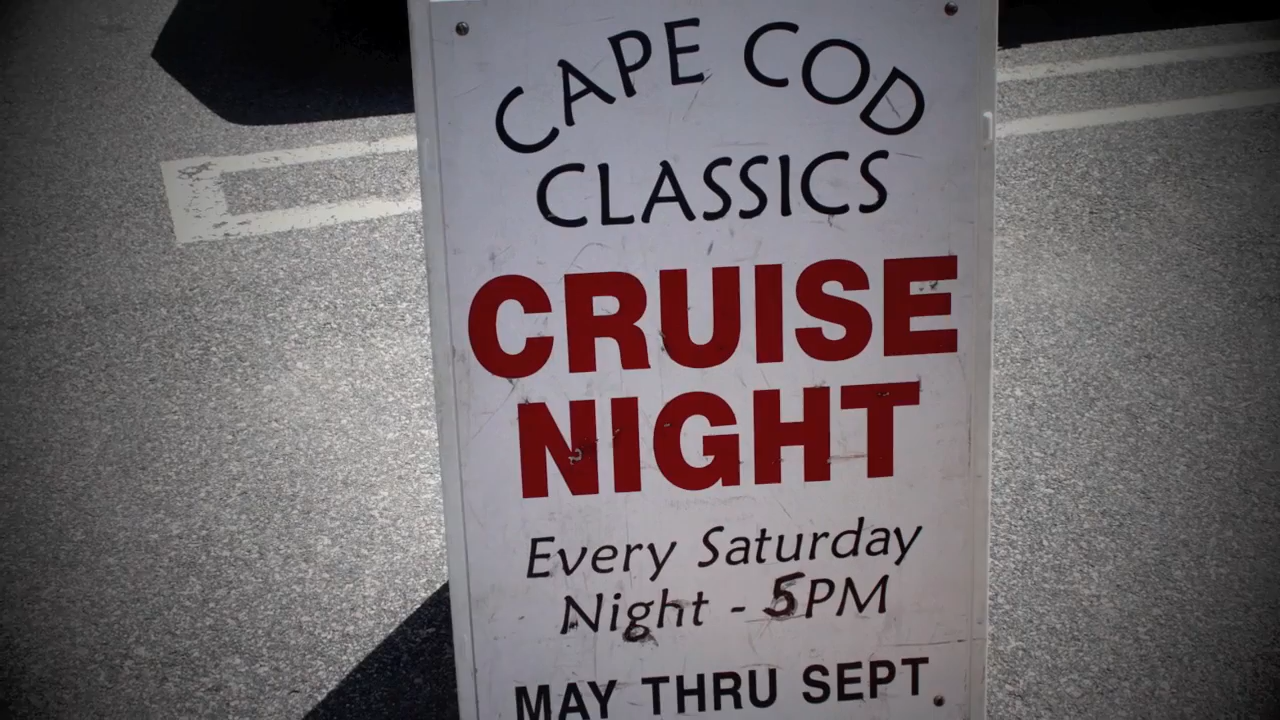 CAPE COD
CLASSICS
CRUISE
NIGHT
Every Saturday
Night - 5PM
MAY THRU SEPT.